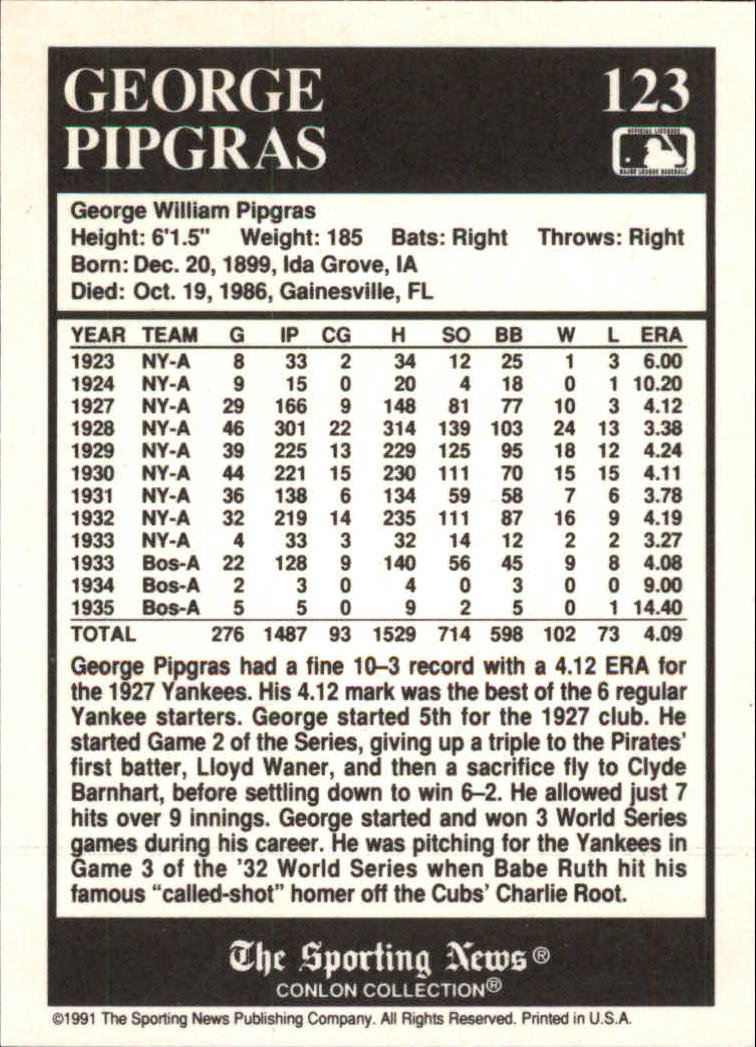 GEORGE 123
PIPGRAS
OFFICIAL LICENSEE
MAJOR LEAGUE BASEBALL
George William Pipgras
Height: 6'1.5" Weight: 185 Bats: Right Throws: Right
Born: Dec. 20, 1899, Ida Grove, IA
Died: Oct. 19, 1986, Gainesville, FL
YEAR TEAM G IP CG H SO BB W L ERA
1923 NY-A 8 33 2 34 12 25 1 3 6.00
1924 NY-A 9 15 0 20 4 18 0 1 10.20
1927 NY-A 29 166 9 148 81 77 10 3 4.12
1928 NY-A 46 301 22 314 139 103 24 13 3.38
1929 NY-A 39 225 13 229 125 95 18 12 4.24
1930 NY-A 44 221 15 230 111 70 15 15 4.11
1931 NY-A 36 138 6 134 59 58 7 6 3.78
1932 NY-A 32 219 14 235 111 87 16 9 4.19
1933 NY-A 4 33 3 32 14 12 2 2 3.27
1933 Bos-A 22 128 9 140 56 45 9 8 4.08
1934 Bos-A 2 3 0 4 0 3 0 0 9.00
1935 Bos-A 5 5 0 9 2 5 0 1 14.40
TOTAL 276 1487 93 1529 714 598 102 73 4.09
George Pipgras had a fine 10–3 record with a 4.12 ERA for
the 1927 Yankees. His 4.12 mark was the best of the 6 regular
Yankee starters. George started 5th for the 1927 club. He
started Game 2 of the Series, giving up a triple to the Pirates'
first batter, Lloyd Waner, and then a sacrifice fly to Clyde
Barnhart, before settling down to win 6–2. He allowed just 7
hits over 9 innings. George started and won 3 World Series
games during his career. He was pitching for the Yankees in
Game 3 of the '32 World Series when Babe Ruth hit his
famous "called-shot" homer off the Cubs' Charlie Root.
The Sporting News®
CONLON COLLECTION®
©1991 The Sporting News Publishing Company. All Rights Reserved. Printed in U.S.A.